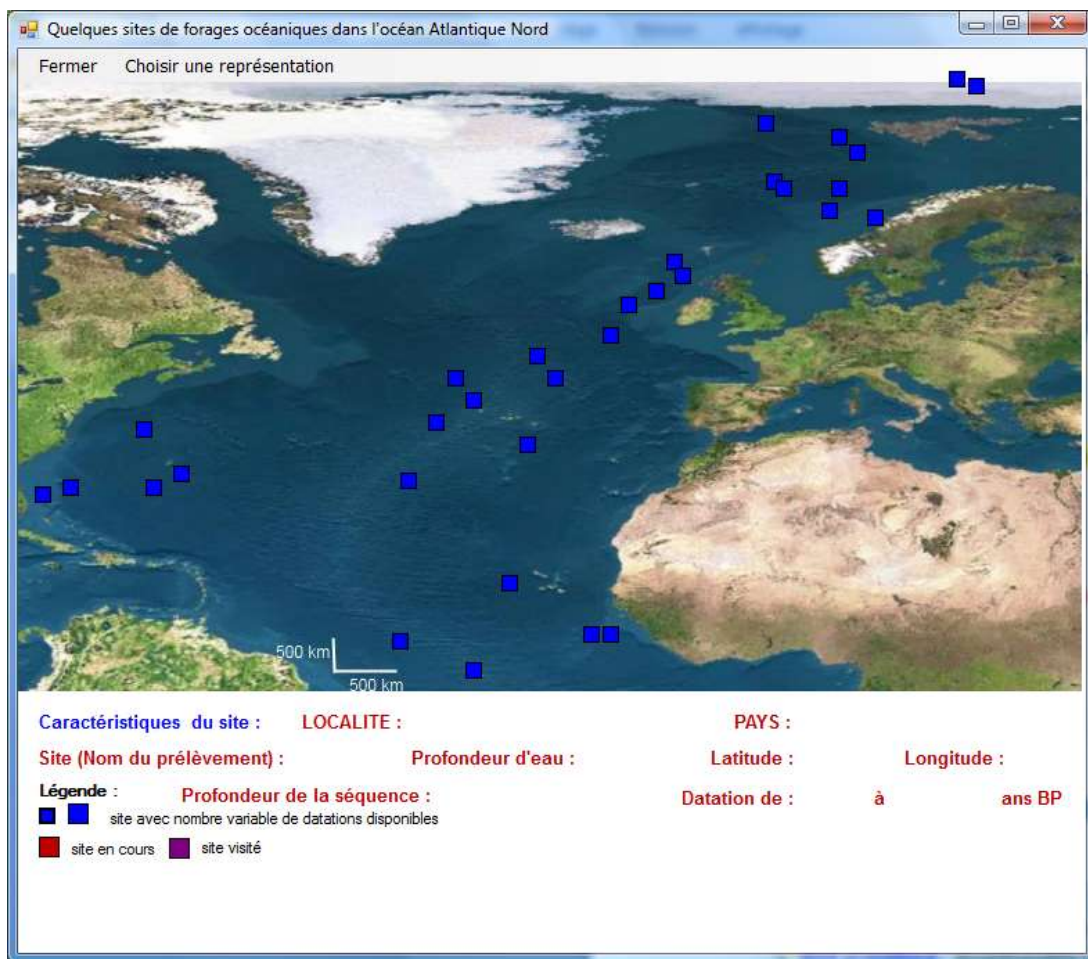 Quelques sites de forages océaniques dans l'océan Atlantique Nord
Fermer Choisir une représentation
500 km
500 km
Caractéristiques du site : LOCALITE : PAYS :
Site (Nom du prélèvement) : Profondeur d'eau : Latitude : Longitude :
Légende : Profondeur de la séquence : Datation de : à ans BP
site avec nombre variable de datations disponibles
site en cours site visité